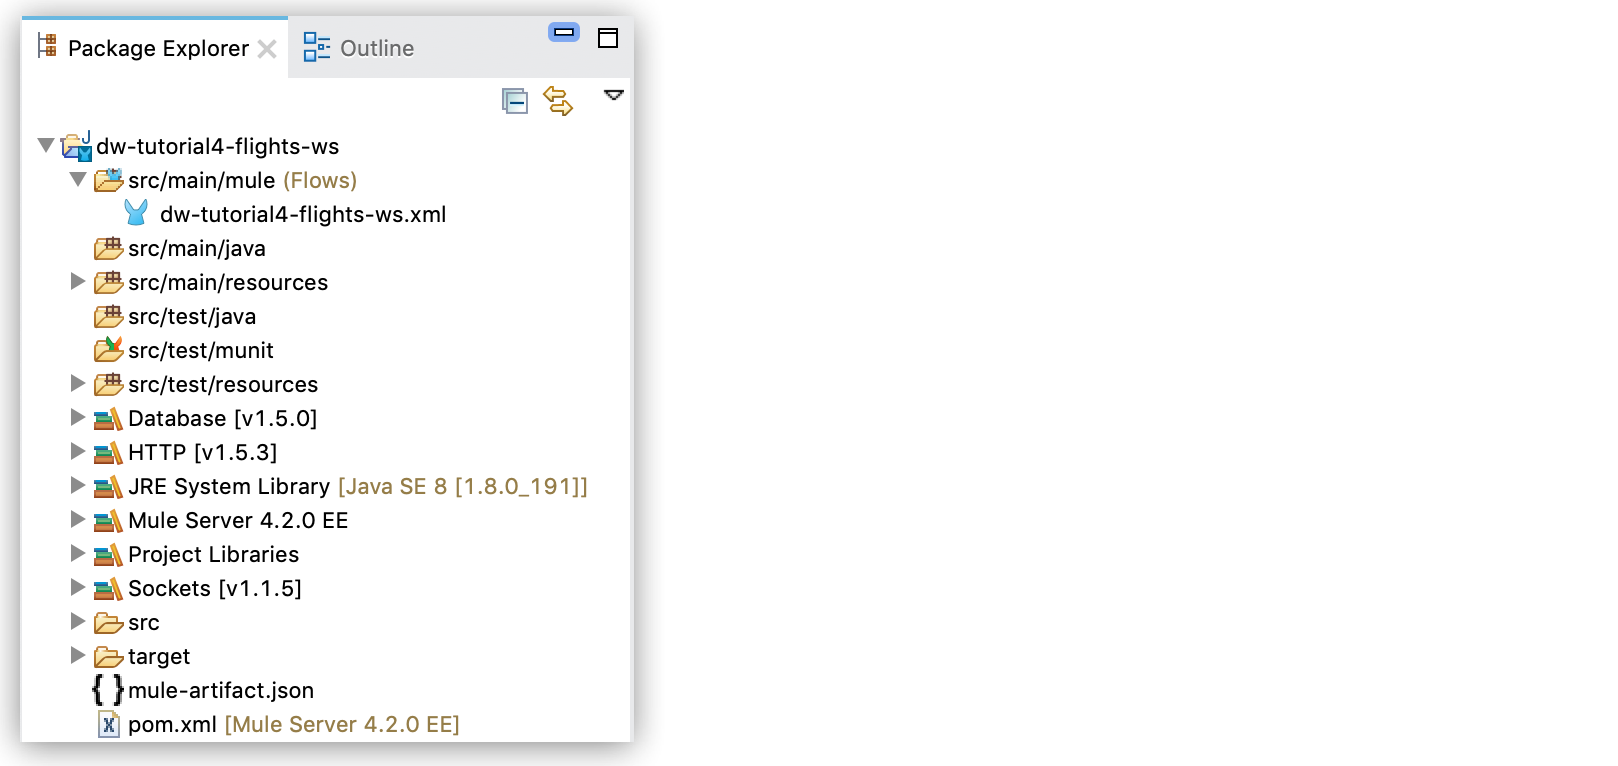 Package Explorer
Outline
dw-tutorial4-flights-ws
src/main/mule (Flows)
dw-tutorial4-flights-ws.xml
src/main/java
src/main/resources
src/test/java
src/test/munit
src/test/resources
Database [v1.5.0]
HTTP [v1.5.3]
JRE System Library [Java SE 8 [1.8.0_191]]
Mule Server 4.2.0 EE
Project Libraries
Sockets [v1.1.5]
src
target
mule-artifact.json
pom.xml [Mule Server 4.2.0 EE]